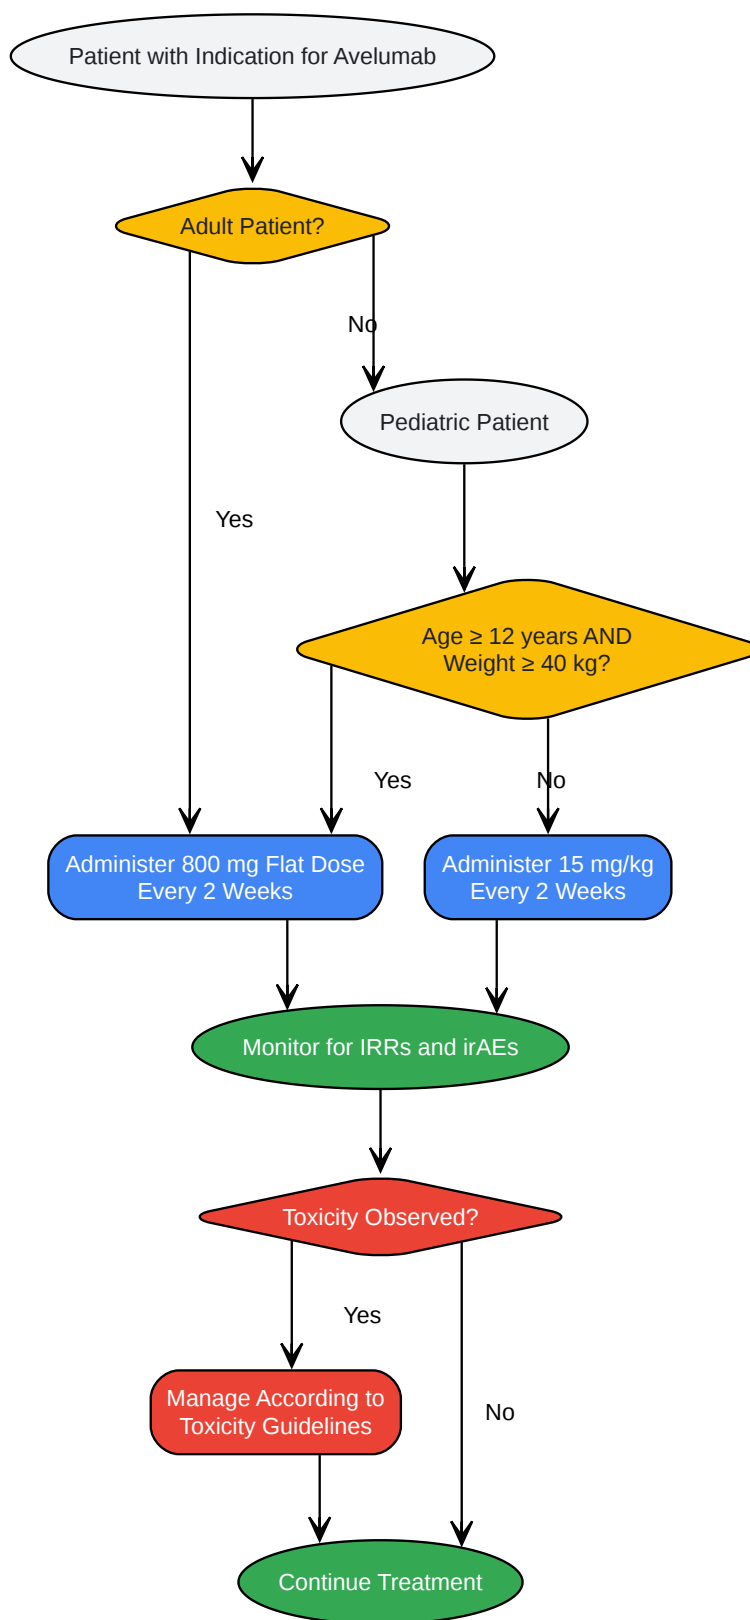 Patient with Indication for Avelumab
Adult Patient?
No
Pediatric Patient
Yes
Age ≥ 12 years AND
Weight ≥ 40 kg?
Yes
No
Administer 800 mg Flat Dose
Every 2 Weeks
Administer 15 mg/kg
Every 2 Weeks
Monitor for IRRs and irAEs
Toxicity Observed?
Yes
Manage According to
Toxicity Guidelines
No
Continue Treatment